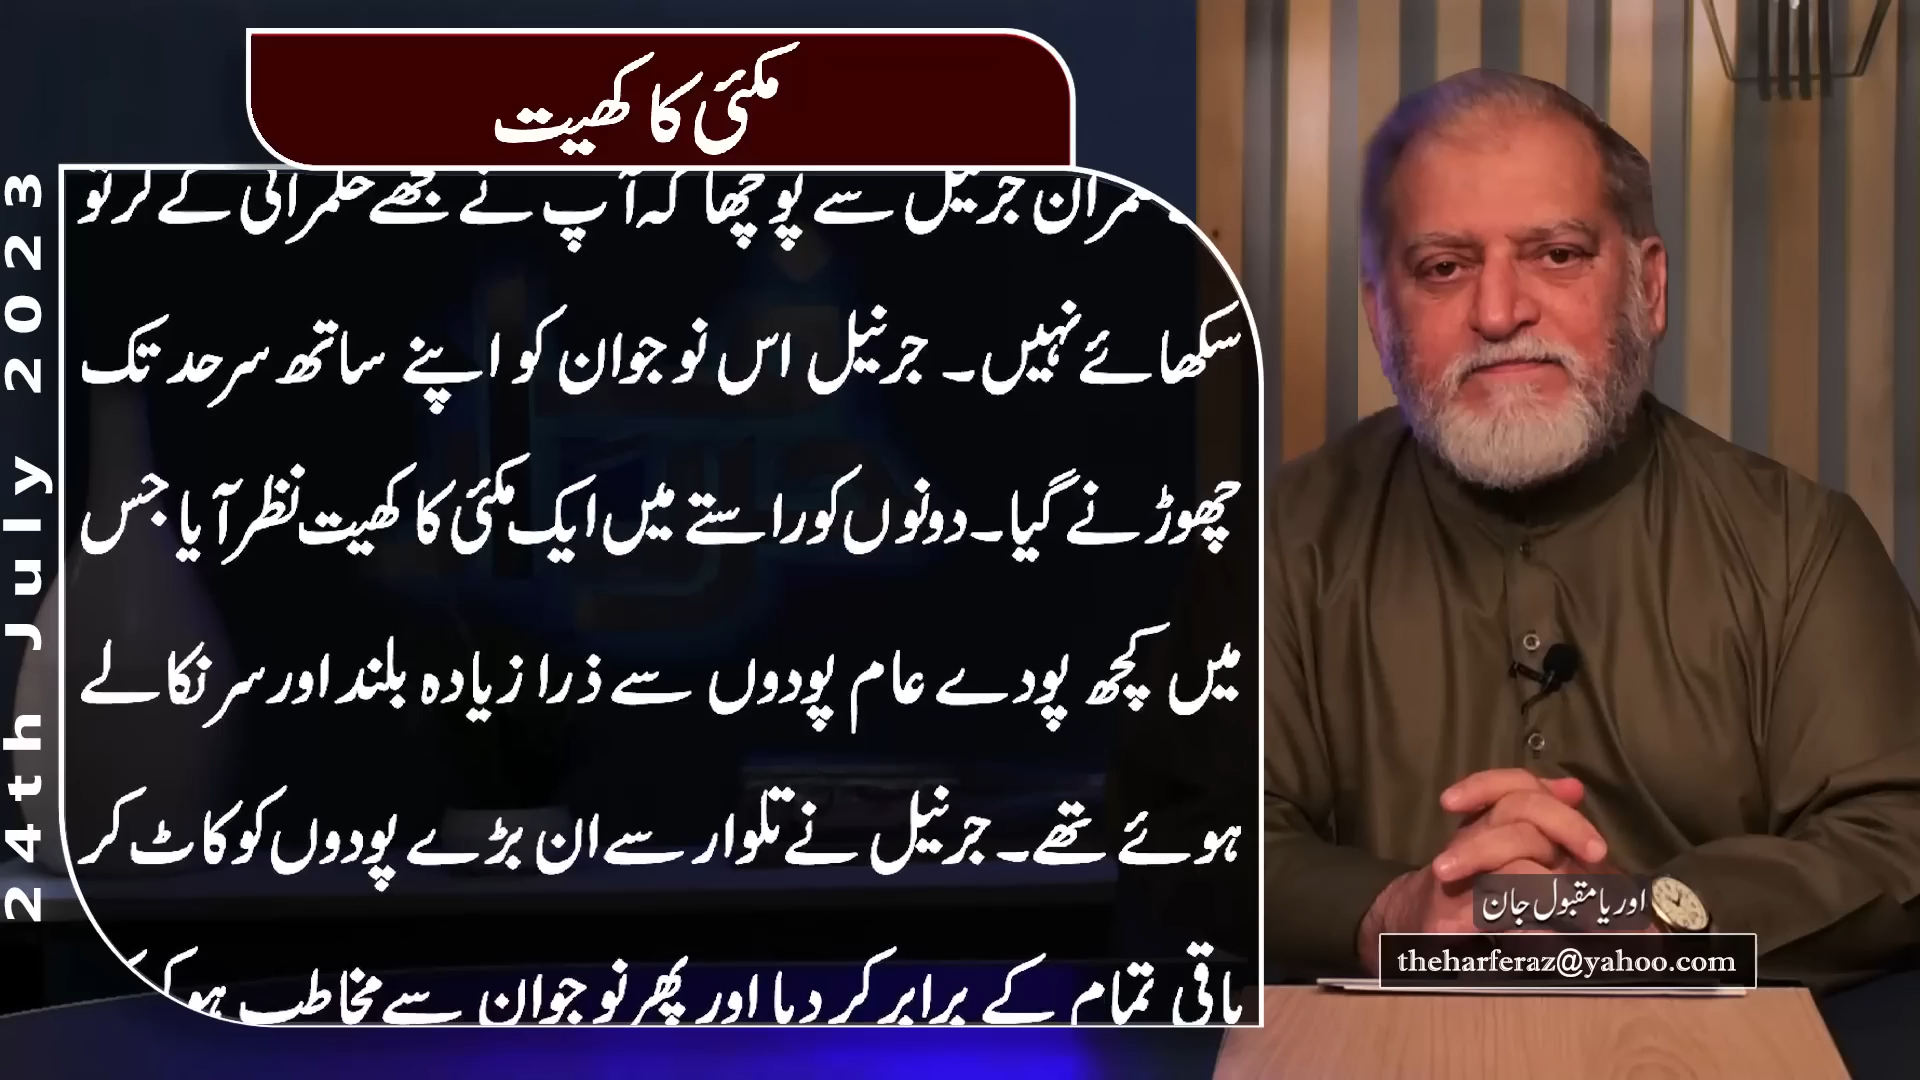 مکئی کا کھیت
جرنیل سے پوچھا کہ آپ نے مجھے حکمرانی کے گر تو
سکھائے نہیں۔ جرنیل اس نوجوان کو اپنے ساتھ سرحد تک
چھوڑنے گیا۔ دونوں کو راستے میں ایک مکئی کا کھیت نظر آیا جس
میں کچھ پودے عام پودوں سے ذرا زیادہ بلند اور سر نکالے
ہوئے تھے۔ جرنیل نے تلوار سے ان بڑے پودوں کو کاٹ کر
باقی تمام کے برابر کر دیا اور پھر نوجوان سے مخاطب ہو کر
24th July 2023
اوریا مقبول جان
theharferaz@yahoo.com